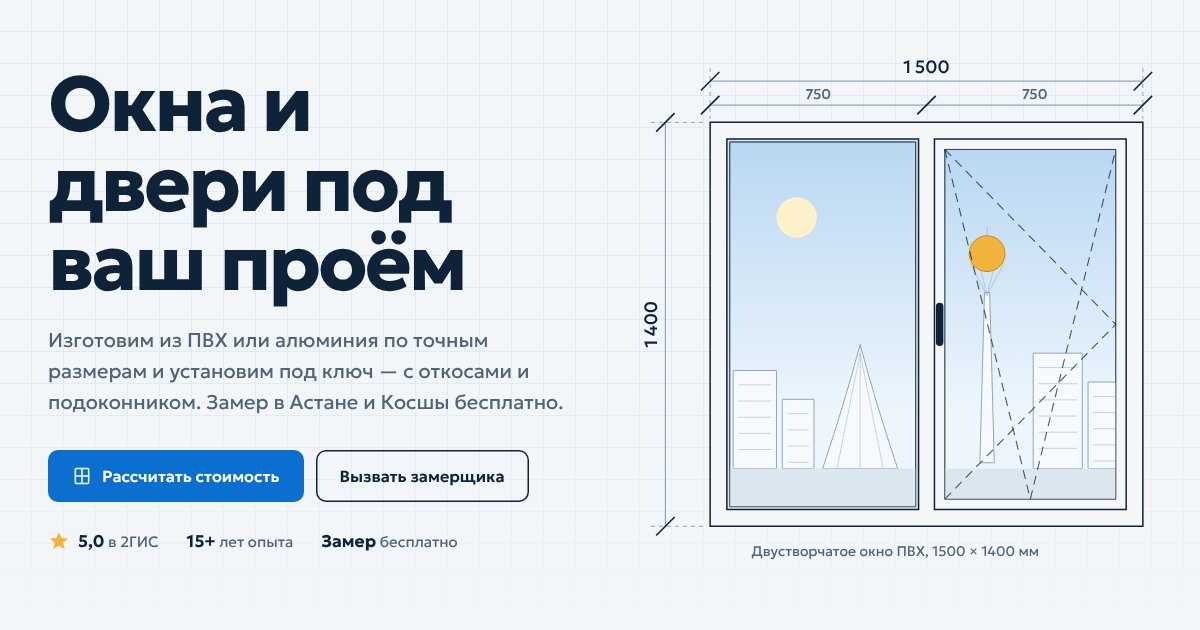 Окна и
двери под
ваш проём
Изготовим из ПВХ или алюминия по точным
размерам и установим под ключ — с откосами и
подоконником. Замер в Астане и Косшы бесплатно.
Рассчитать стоимость
Вызвать замерщика
5,0 в 2ГИС
15+ лет опыта
Замер бесплатно
1 500
750
750
1 400
Двустворчатое окно ПВХ, 1500 × 1400 мм